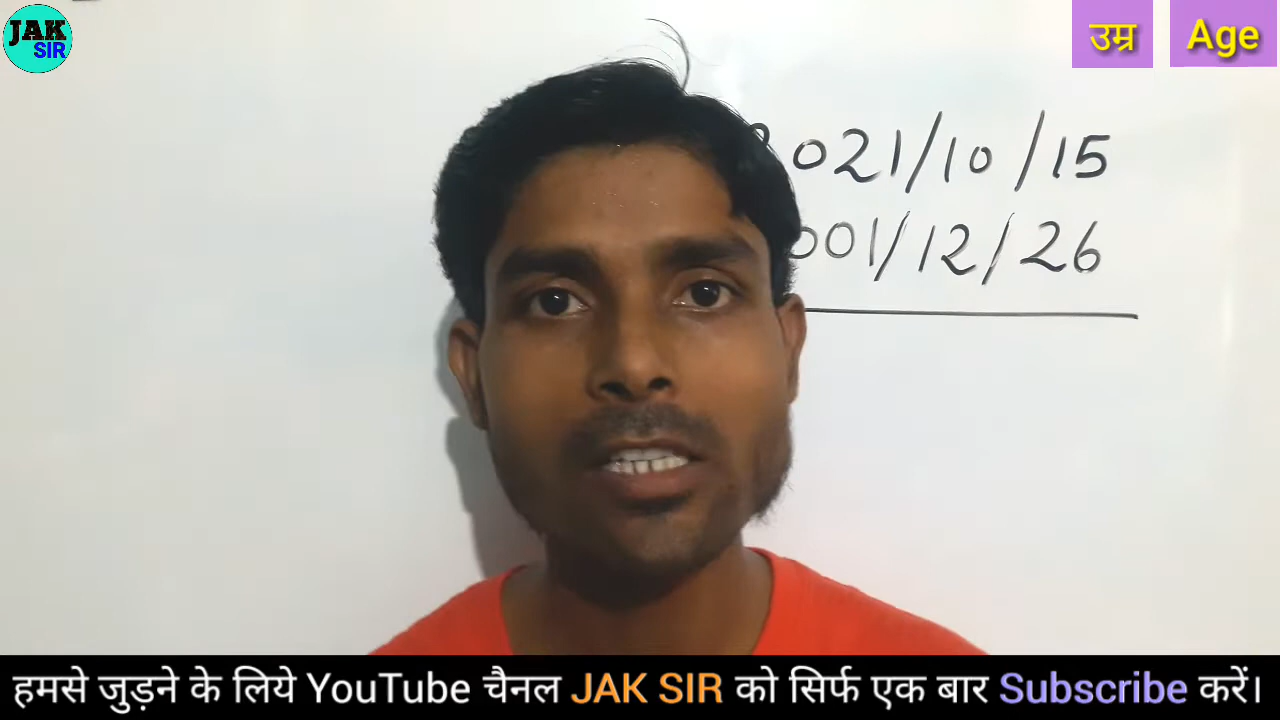 JAK
SIR
उम्र Age
021/10/15
001/12/26
हमसे जुड़ने के लिये YouTube चैनल JAK SIR को सिर्फ एक बार Subscribe करें।